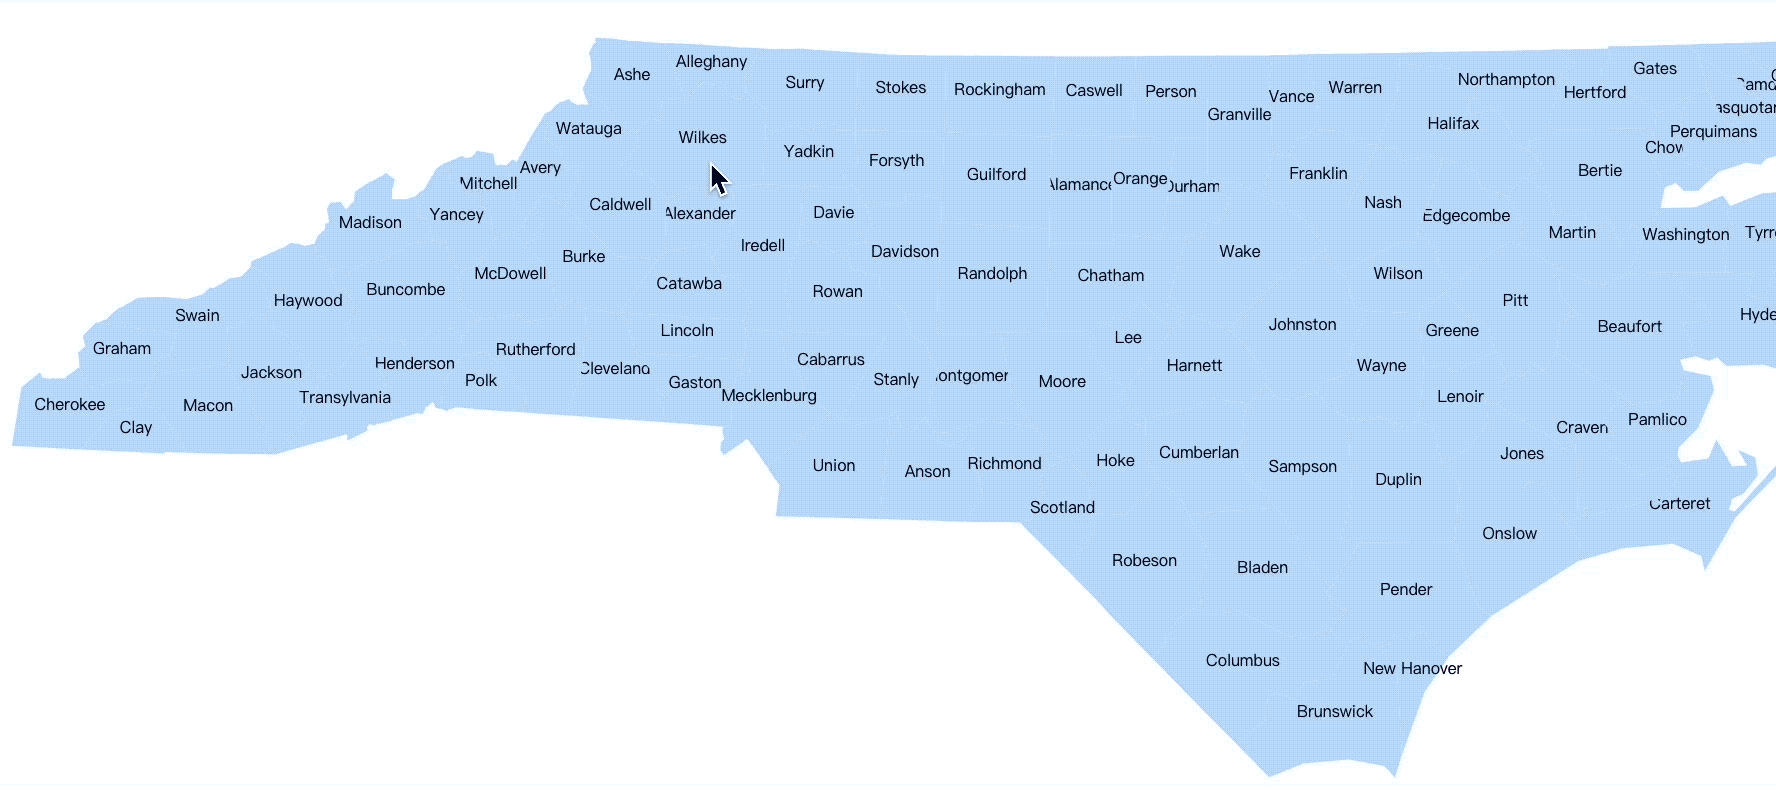 Alleghany
Ashe
Surry
Stokes
Rockingham
Caswell
Person
Vance
Warren
Granville
Northampton
Hertford
Gates
Halifax
Perquimans
Chow
Bertie
Watauga
Wilkes
Yadkin
Forsyth
Guilford
Alamance
Orange
Durham
Franklin
Nash
Edgecombe
Martin
Washington
Tyrr
Avery
Mitchell
Yancey
Madison
Caldwell
Alexander
Davie
Iredell
Burke
McDowell
Buncombe
Haywood
Swain
Graham
Catawba
Davidson
Rowan
Randolph
Chatham
Wake
Wilson
Pitt
Greene
Beaufort
Hyde
Johnston
Lee
Harnett
Wayne
Lincoln
Rutherford
Cleveland
Henderson
Polk
Jackson
Transylvania
Macon
Cherokee
Clay
Gaston
Mecklenburg
Cabarrus
Stanly
ontgomer
Moore
Lenoir
Craven
Pamlico
Jones
Union
Anson
Richmond
Hoke
Cumberlan
Sampson
Duplin
Scotland
Carteret
Onslow
Robeson
Bladen
Pender
Columbus
New Hanover
Brunswick